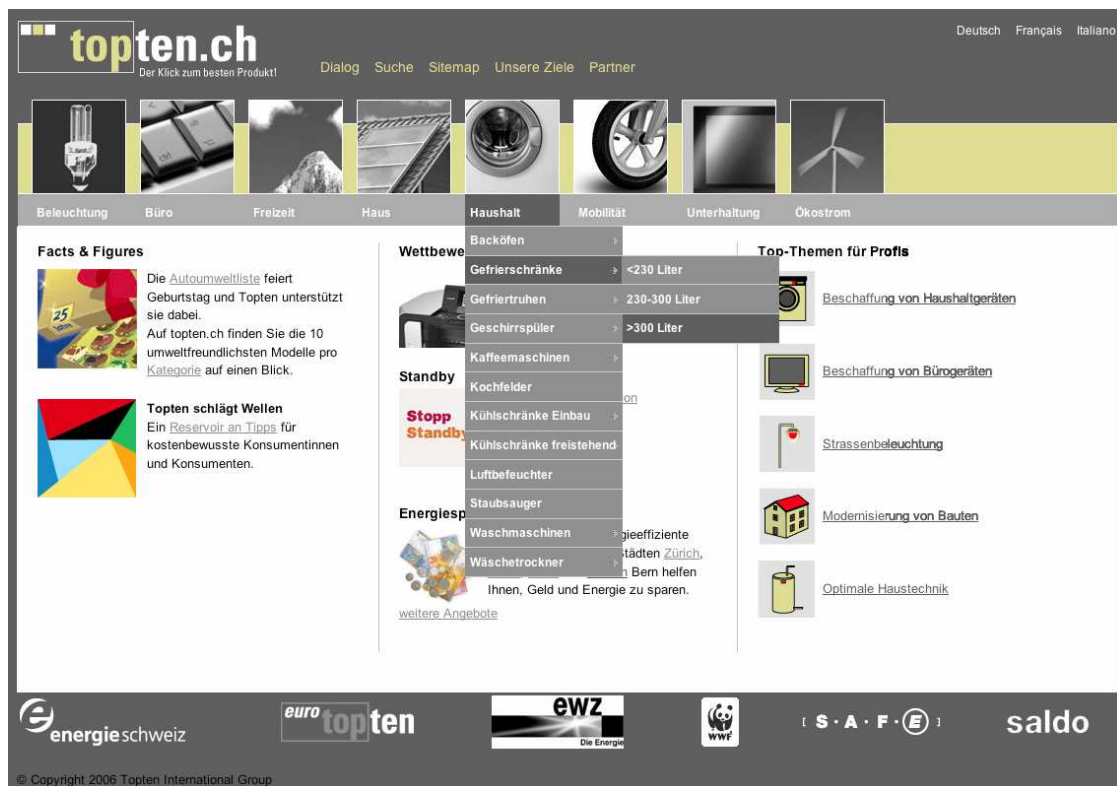 topten.ch
Der Klick zum besten Produkt!
Dialog Suche Sitemap Unsere Ziele Partner
Deutsch Français Italiano
Beleuchtung Büro Freizeit Haus Haushalt Mobilität Unterhaltung Ökostrom
Facts & Figures
25
Die Autoumweltliste feiert
Geburtstag und Topten unterstützt
sie dabei.
Auf topten.ch finden Sie die 10
umweltfreundlichsten Modelle pro
Kategorie auf einen Blick.
Topten schlägt Wellen
Ein Reservoir an Tipps für
kostenbewusste Konsumentinnen
und Konsumenten.
Backöfen
Gefrierschränke
Gefriertruhen
Geschirrspüler
Kaffeemaschinen
Kochfelder
Kühlschränke Einbau
Kühlschränke freistehend
Luftbefeuchter
Staubsauger
Waschmaschinen
Wäschetrockner
<230 Liter
230-300 Liter
>300 Liter
Standby
Stopp
Standby
Bern helfen
Ihnen, Geld und Energie zu sparen.
weitere Angebote
Zürich,
Top-Themen für Profis
Beschaffung von Haushaltgeräten
Beschaffung von Bürogeräten
Strassenbeleuchtung
Modernisierung von Bauten
Optimale Haustechnik
energieschweiz
euro topten
ewz
Die Energie
WWF
S·A·F·E
saldo
© Copyright 2006 Topten International Group